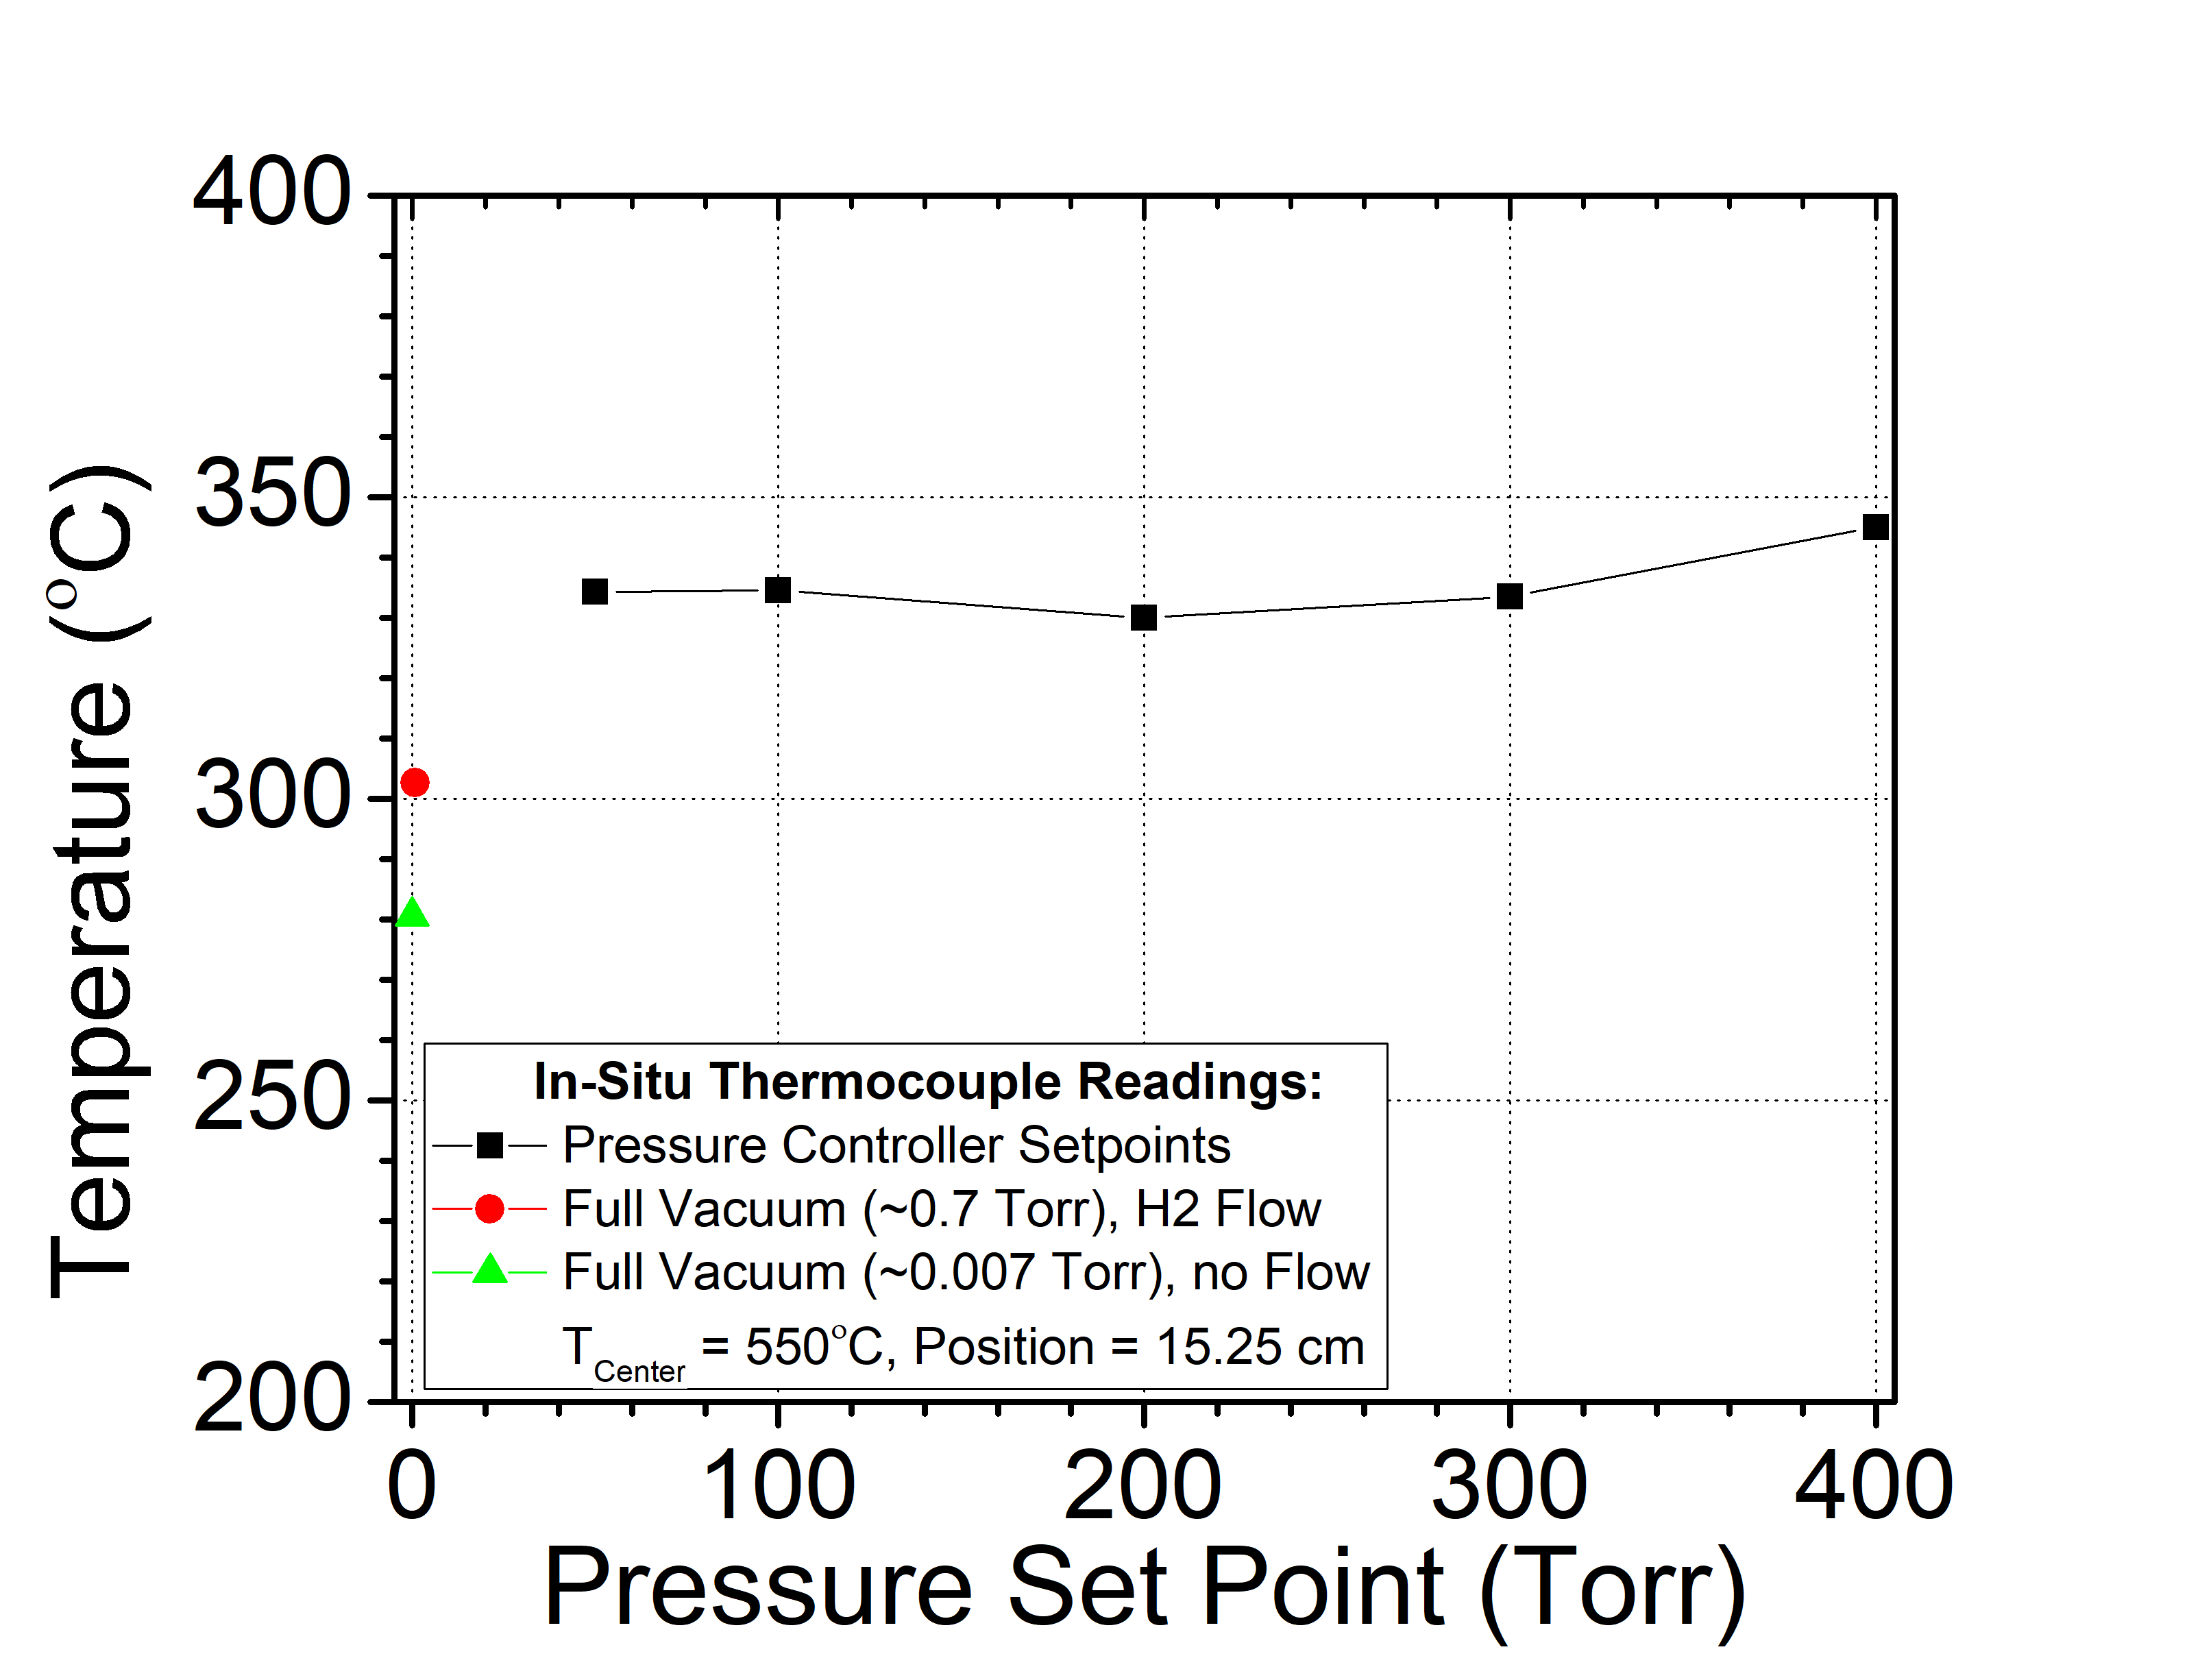 400
350
300
250
200
Temperature (°C)
In-Situ Thermocouple Readings:
Pressure Controller Setpoints
Full Vacuum (~0.7 Torr), H2 Flow
Full Vacuum (~0.007 Torr), no Flow
T_Center = 550°C, Position = 15.25 cm
0 100 200 300 400
Pressure Set Point (Torr)